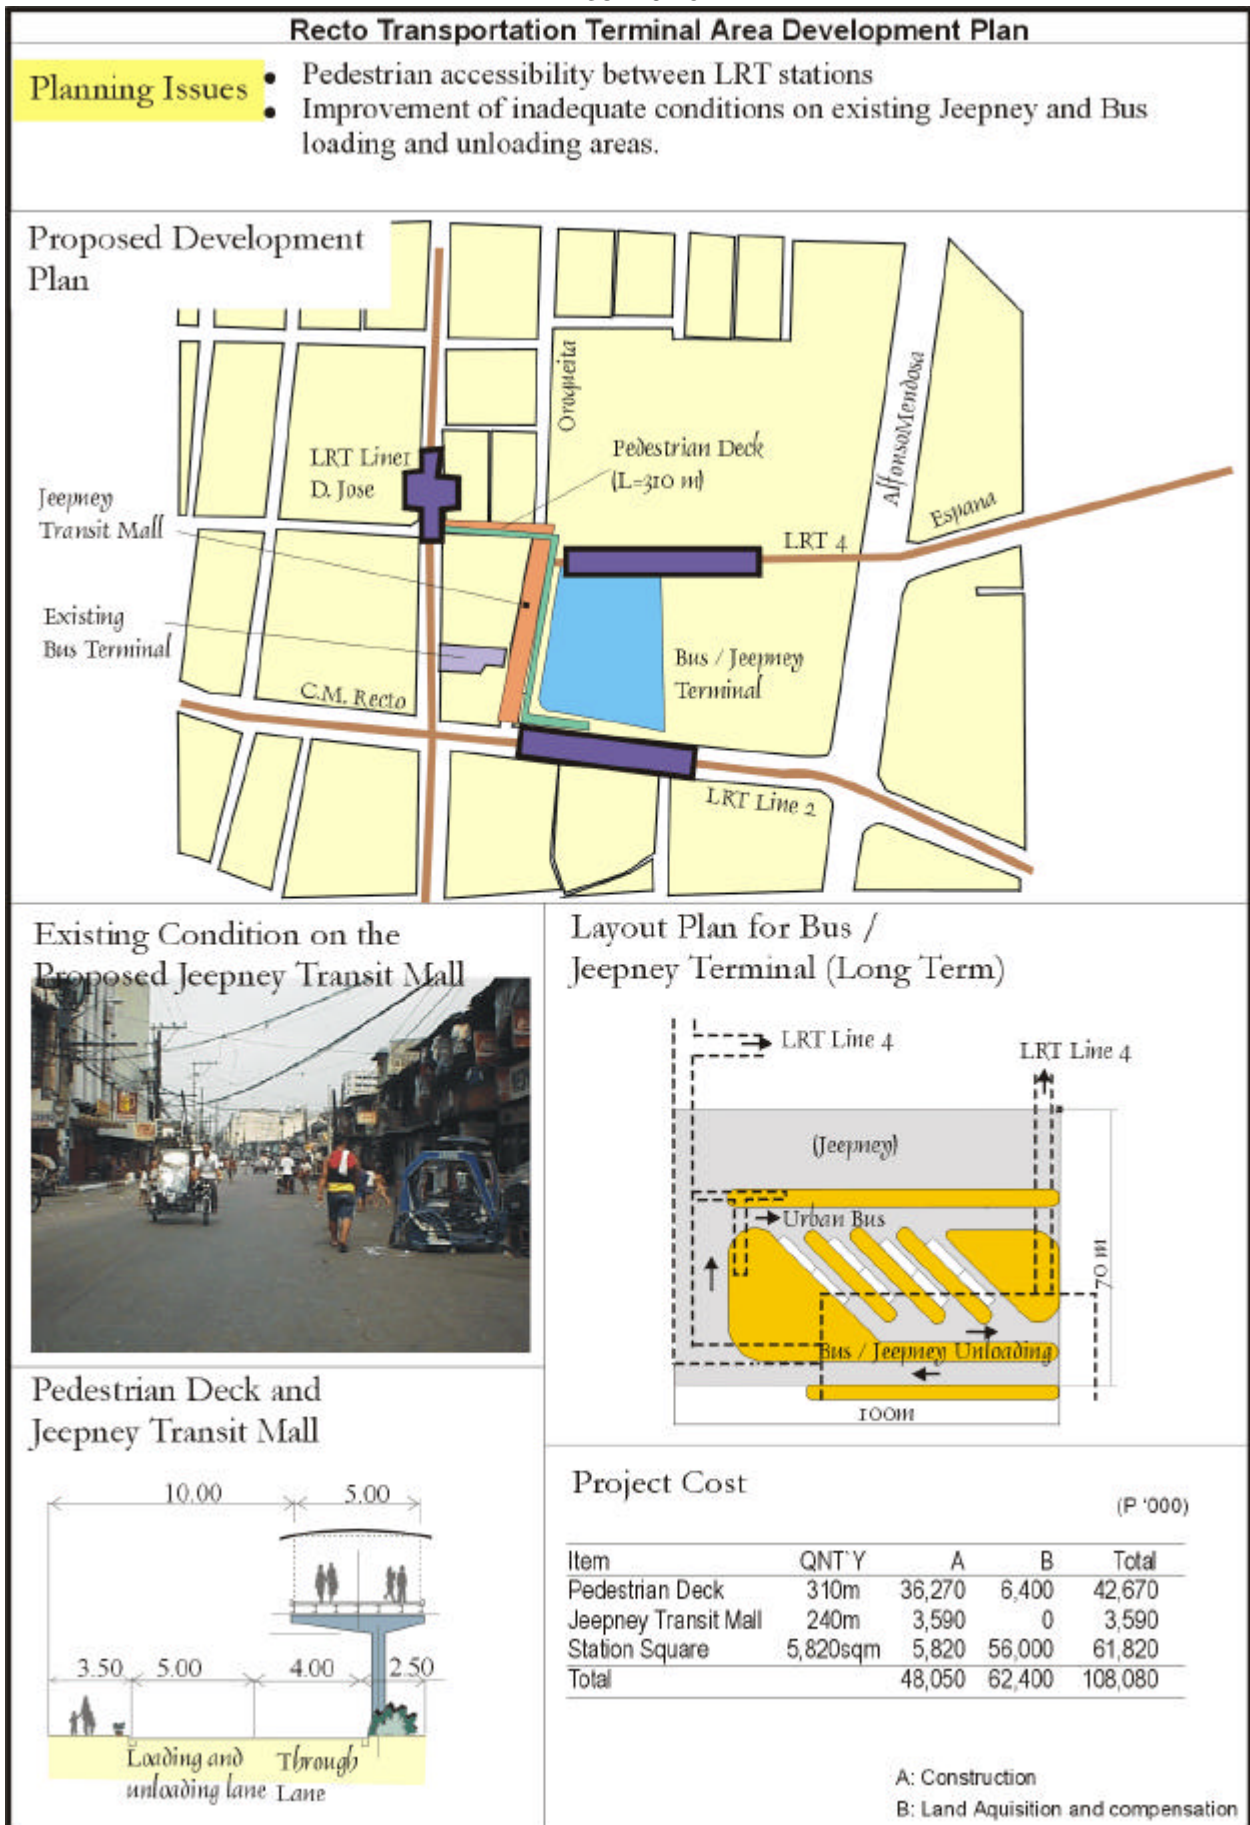 Recto Transportation Terminal Area Development Plan
Planning Issues
• Pedestrian accessibility between LRT stations
• Improvement of inadequate conditions on existing Jeepney and Bus
loading and unloading areas.
Proposed Development
Plan
Oroqueita
AlfonsoMendosa
LRT Line1
D. Jose
Pedestrian Deck
(L=310 m)
Jeepney
Transit Mall
Espana
LRT 4
Existing
Bus Terminal
Bus / Jeepney
Terminal
C.M. Recto
LRT Line 2
Existing Condition on the
Proposed Jeepney Transit Mall
Layout Plan for Bus /
Jeepney Terminal (Long Term)
LRT Line 4
LRT Line 4
(Jeepney)
Urban Bus
70 m
Bus / Jeepney Unloading
100m
Pedestrian Deck and
Jeepney Transit Mall
10.00 5.00
3.50 5.00 4.00 2.50
Loading and
unloading lane
Through
Lane
Project Cost
(P '000)
Item QNT`Y A B Total
Pedestrian Deck 310m 36,270 6,400 42,670
Jeepney Transit Mall 240m 3,590 0 3,590
Station Square 5,820sqm 5,820 56,000 61,820
Total 48,050 62,400 108,080
A: Construction
B: Land Aquisition and compensation